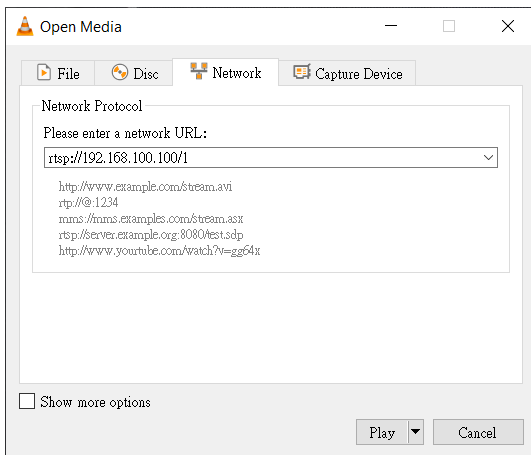 Open Media
File Disc Network Capture Device
Network Protocol
Please enter a network URL:
rtsp://192.168.100.100/1
http://www.example.com/stream.avi
rtp://@:1234
mms://mms.examples.com/stream.asx
rtsp://server.example.org:8080/test.sdp
http://www.yourtube.com/watch?v=gg64x
Show more options
Play Cancel